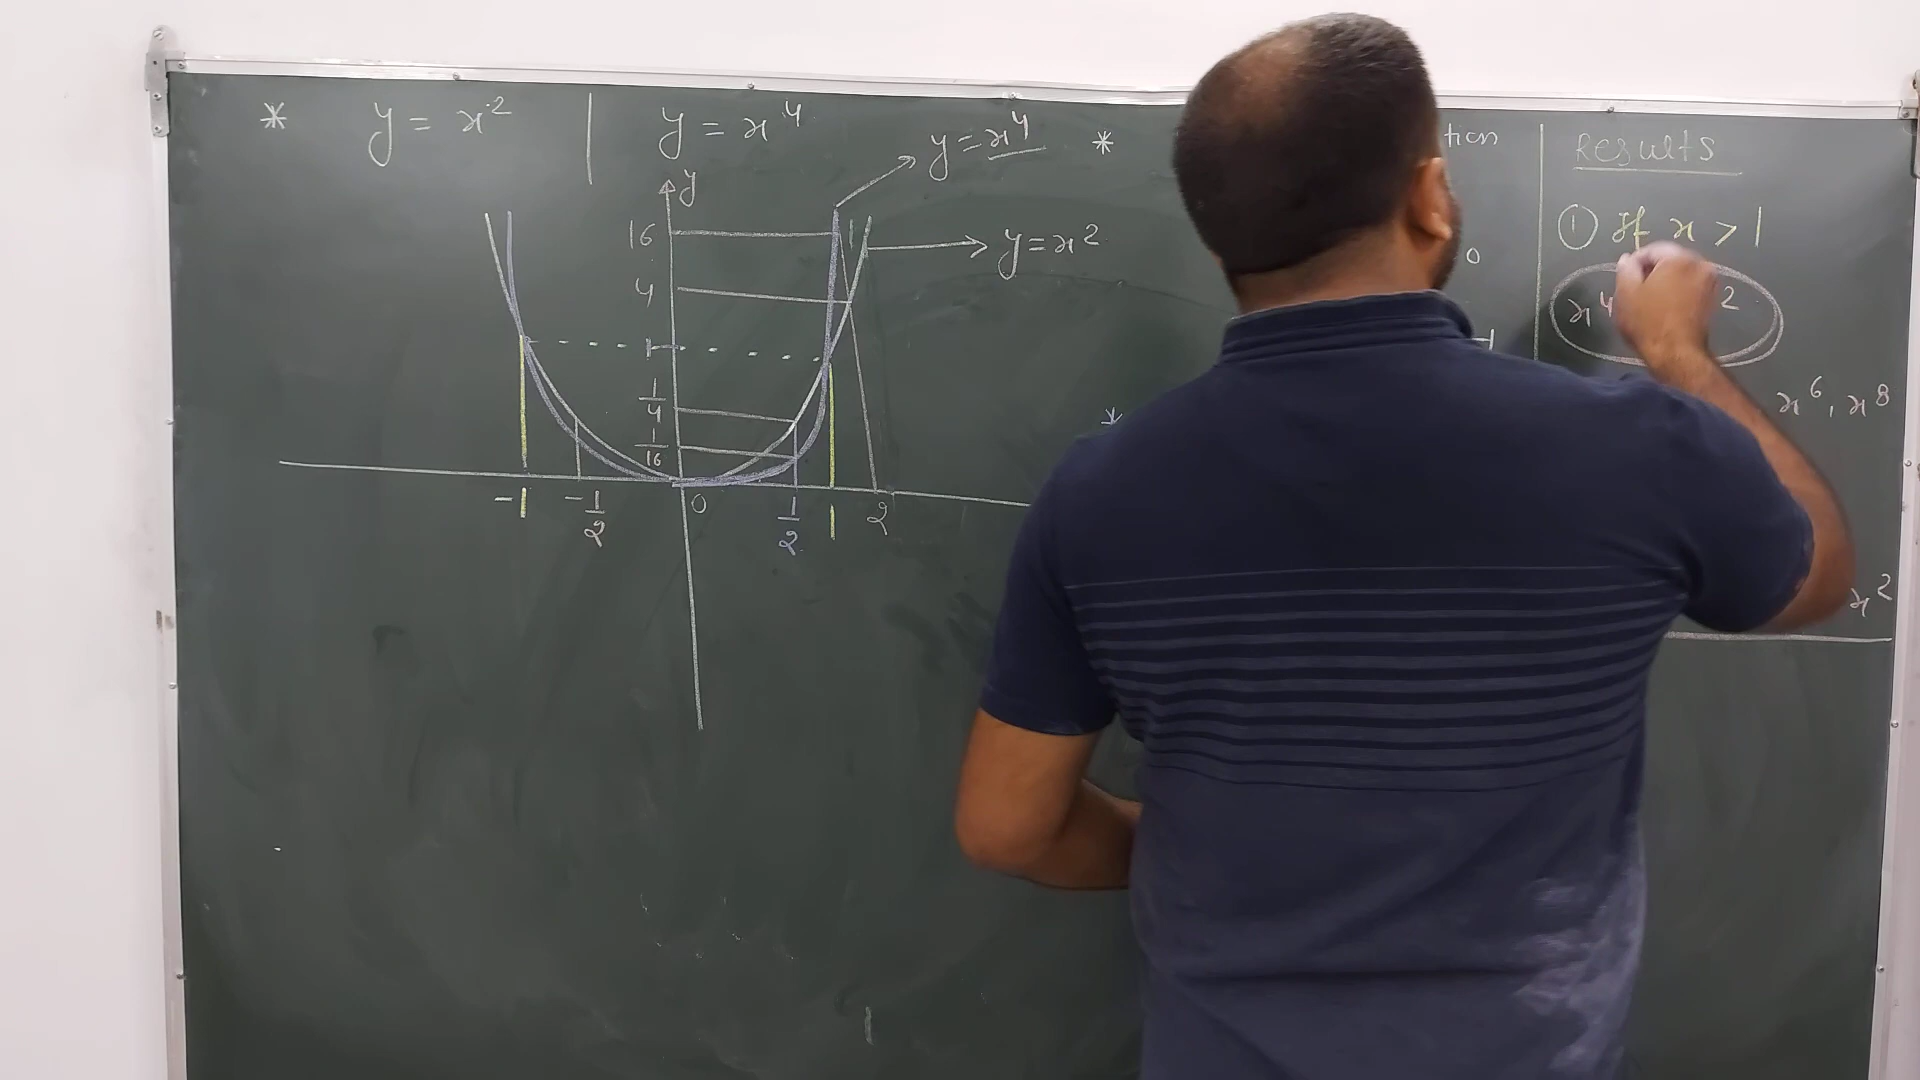 * y = x² | y = x⁴
y = x⁴ *
y = x²
y
16
4
1
1/4
1/16
-1 -1/2 0 1/2 1 2
Results
① If x > 1
x⁴ 2
x⁶, x⁸
x²
0
*